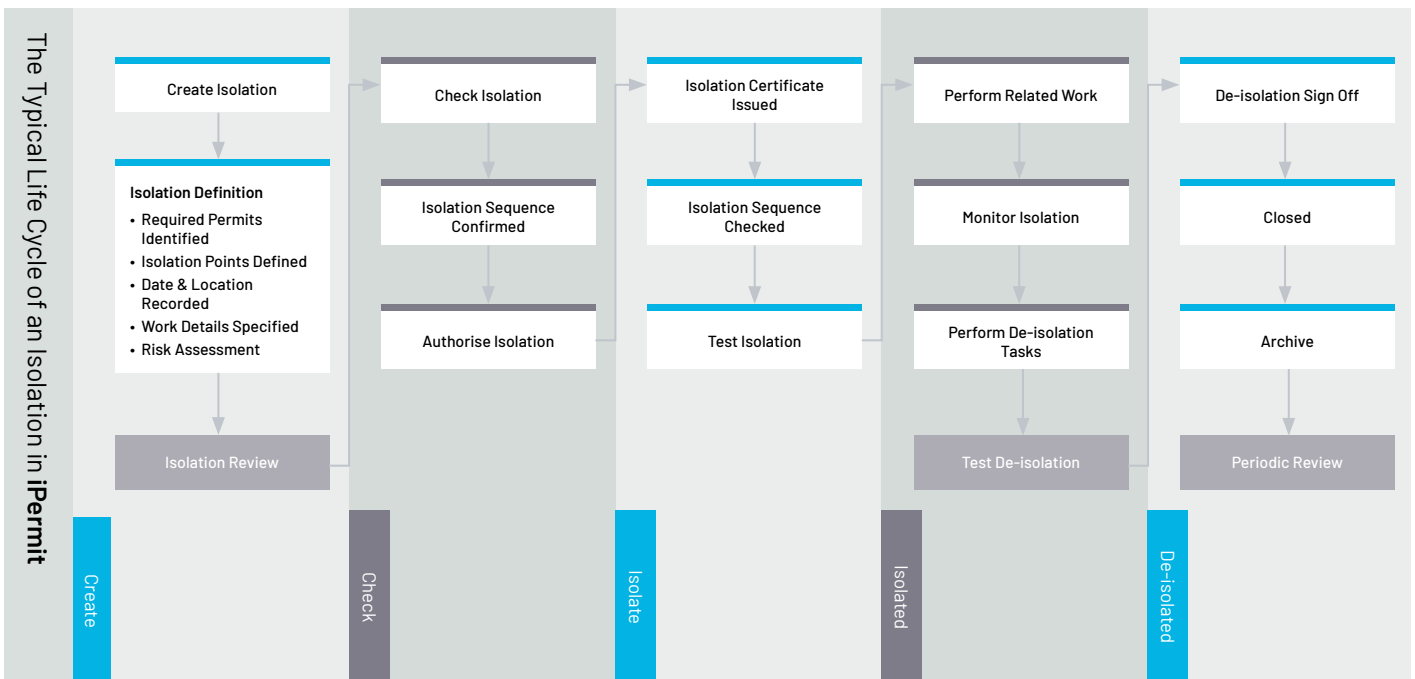 The Typical Life Cycle of an Isolation in iPermit
Create Isolation
Isolation Definition
• Required Permits
Identified
• Isolation Points Defined
• Date & Location
Recorded
• Work Details Specified
• Risk Assessment
Isolation Review
Create
Check Isolation
Isolation Sequence
Confirmed
Authorise Isolation
Check
Isolation Certificate
Issued
Isolation Sequence
Checked
Test Isolation
Isolate
Perform Related Work
Monitor Isolation
Perform De-isolation
Tasks
Test De-isolation
Isolated
De-isolation Sign Off
Closed
Archive
Periodic Review
De-isolated